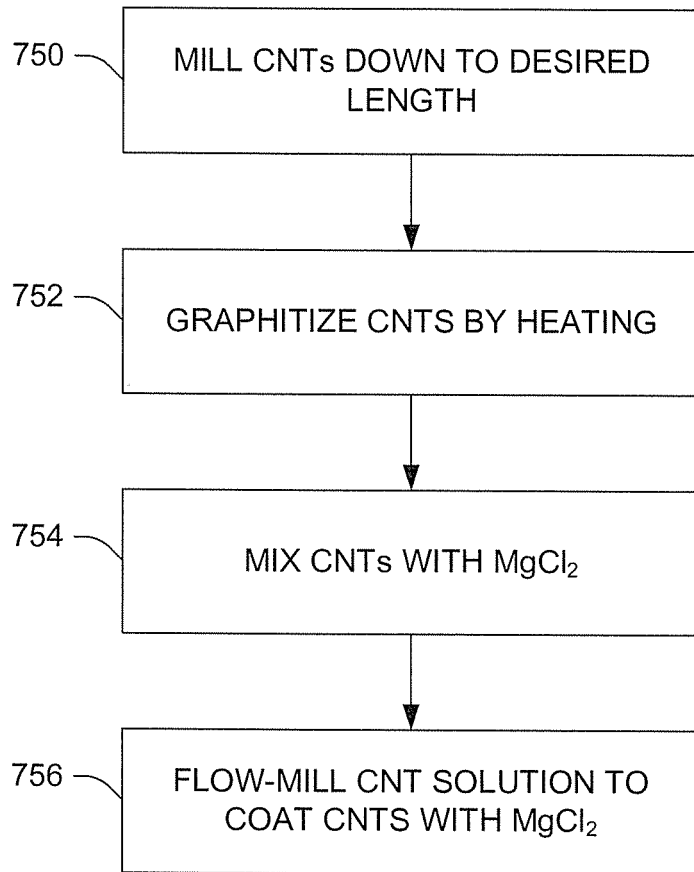 750
MILL CNTs DOWN TO DESIRED
LENGTH
752
GRAPHITIZE CNTS BY HEATING
754
MIX CNTs WITH MgCl₂
756
FLOW-MILL CNT SOLUTION TO
COAT CNTS WITH MgCl₂